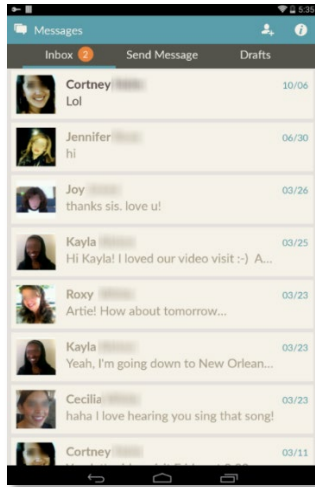 5:35
Messages
Inbox 2 Send Message Drafts
Cortney 10/06
Lol
Jennifer 06/30
hi
Joy 03/26
thanks sis. love u!
Kayla 03/25
Hi Kayla! I loved our video visit :-) A...
Roxy 03/23
Artie! How about tomorrow...
Kayla 03/23
Yeah, I'm going down to New Orlean...
Cecilia 03/23
haha I love hearing you sing that song!
Cortney 03/11